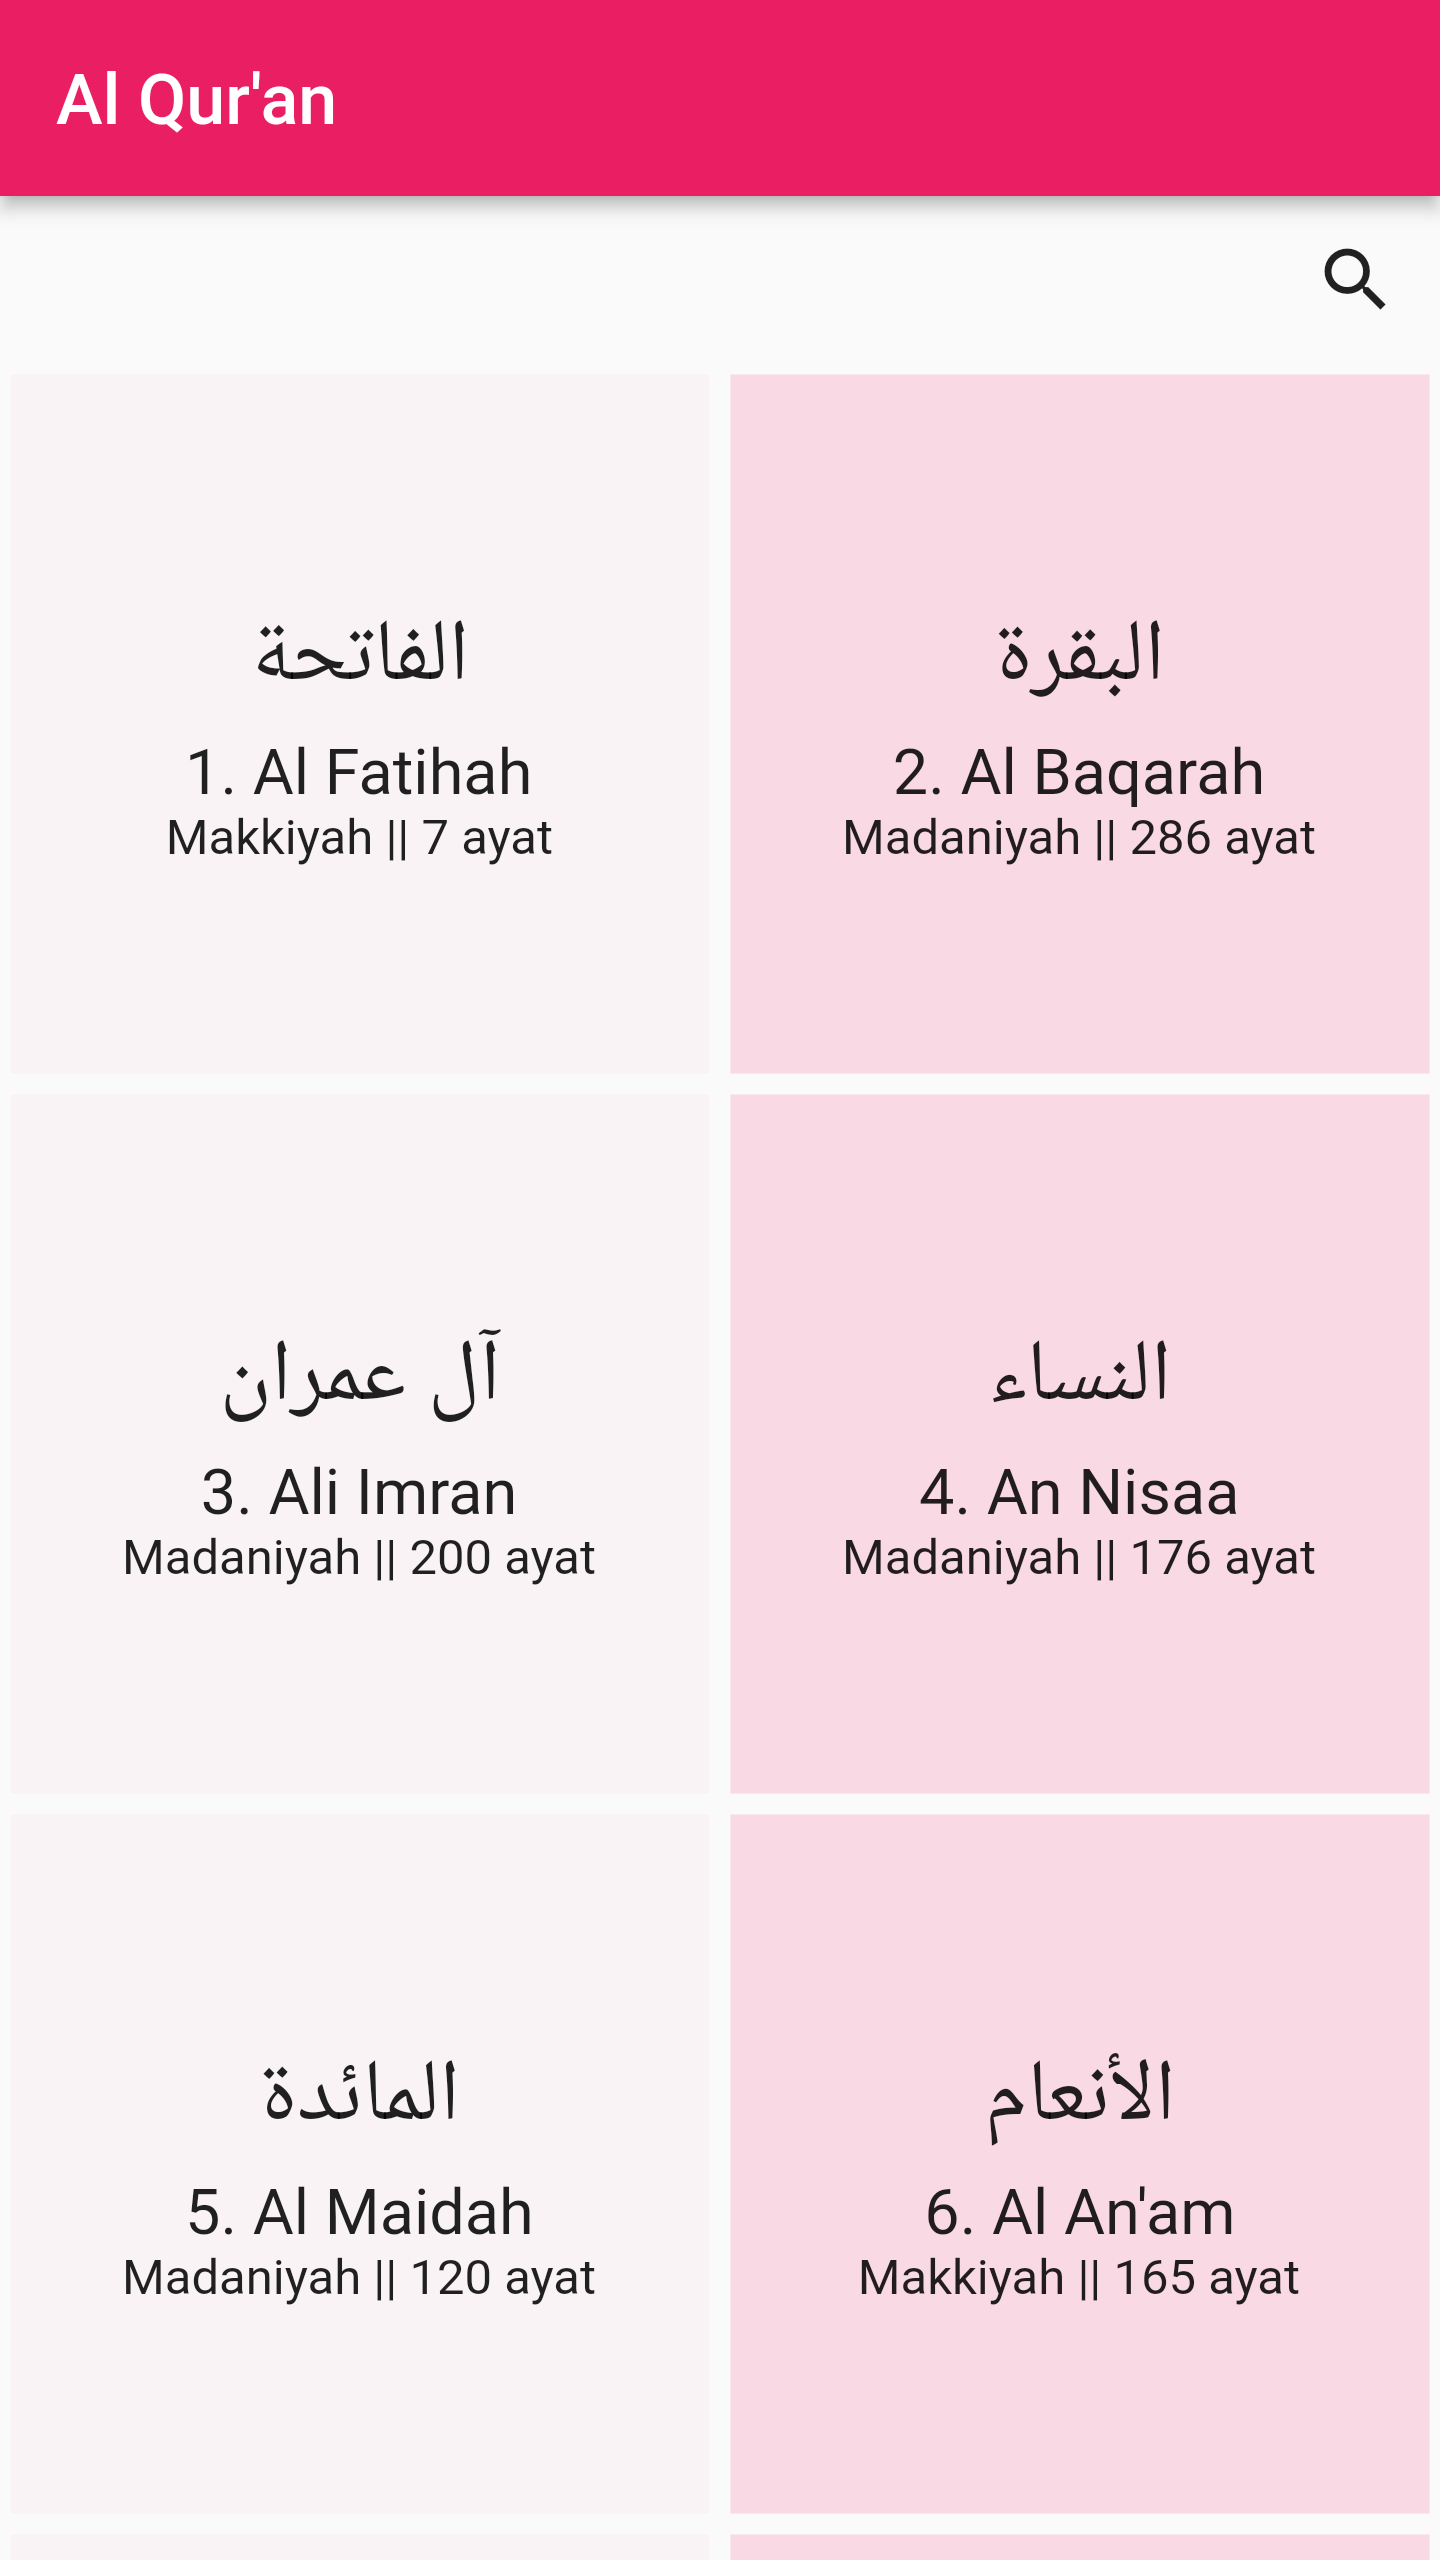 Al Qur'an
الفاتحة
1. Al Fatihah
Makkiyah || 7 ayat
البقرة
2. Al Baqarah
Madaniyah || 286 ayat
آل عمران
3. Ali Imran
Madaniyah || 200 ayat
النساء
4. An Nisaa
Madaniyah || 176 ayat
المائدة
5. Al Maidah
Madaniyah || 120 ayat
الأنعام
6. Al An'am
Makkiyah || 165 ayat